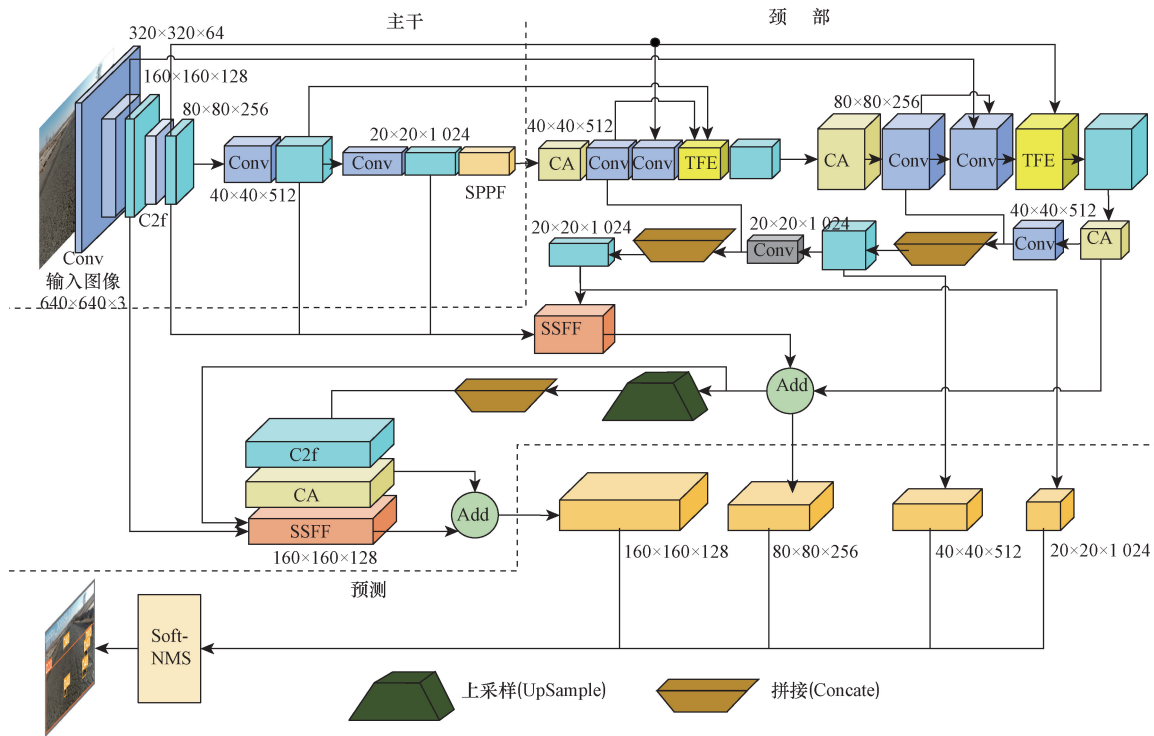 主干
颈 部
320×320×64
160×160×128
80×80×256
20×20×1 024
40×40×512
80×80×256
Conv
Conv
SPPF
CA
Conv
Conv
TFE
CA
Conv
Conv
TFE
40×40×512
C2f
Conv
输入图像
640×640×3
20×20×1 024
20×20×1 024
Conv
40×40×512
Conv
CA
SSFF
Add
C2f
CA
SSFF
160×160×128
Add
160×160×128
80×80×256
40×40×512
20×20×1 024
预测
Soft-
NMS
上采样(UpSample)
拼接(Concate)